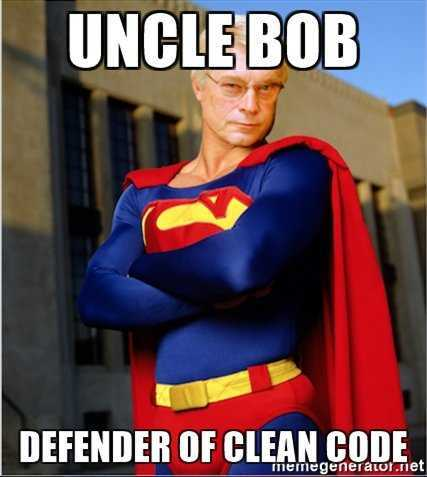 UNCLE BOB
DEFENDER OF CLEAN CODE
memegenerator.net